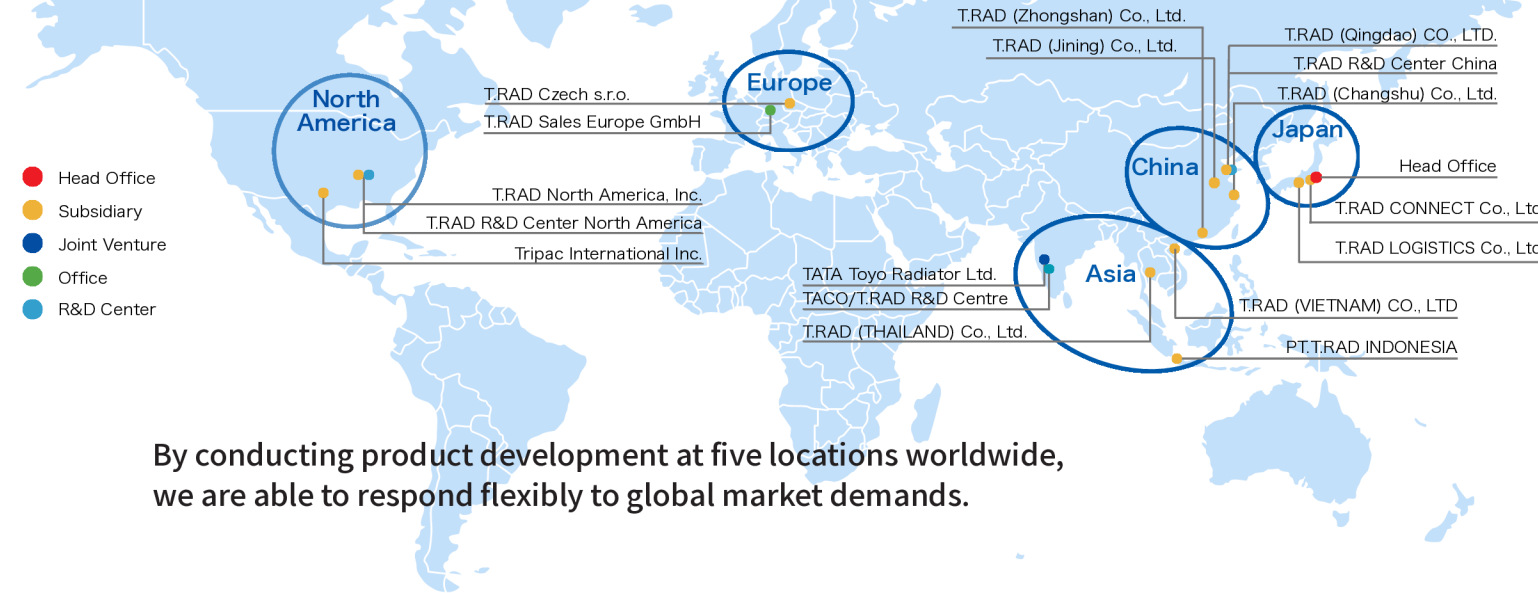 T.RAD (Zhongshan) Co., Ltd.
T.RAD (Jining) Co., Ltd.
T.RAD (Qingdao) CO., LTD.
T.RAD R&D Center China
T.RAD (Changshu) Co., Ltd.
North
America
Europe
China
Japan
Asia
T.RAD Czech s.r.o.
T.RAD Sales Europe GmbH
Head Office
Subsidiary
Joint Venture
Office
R&D Center
T.RAD North America, Inc.
T.RAD R&D Center North America
Tripac International Inc.
Head Office
T.RAD CONNECT Co., Ltd
T.RAD LOGISTICS Co., Ltd
TATA Toyo Radiator Ltd.
TACO/T.RAD R&D Centre
T.RAD (THAILAND) Co., Ltd.
T.RAD (VIETNAM) CO., LTD
PT.T.RAD INDONESIA
By conducting product development at five locations worldwide,
we are able to respond flexibly to global market demands.